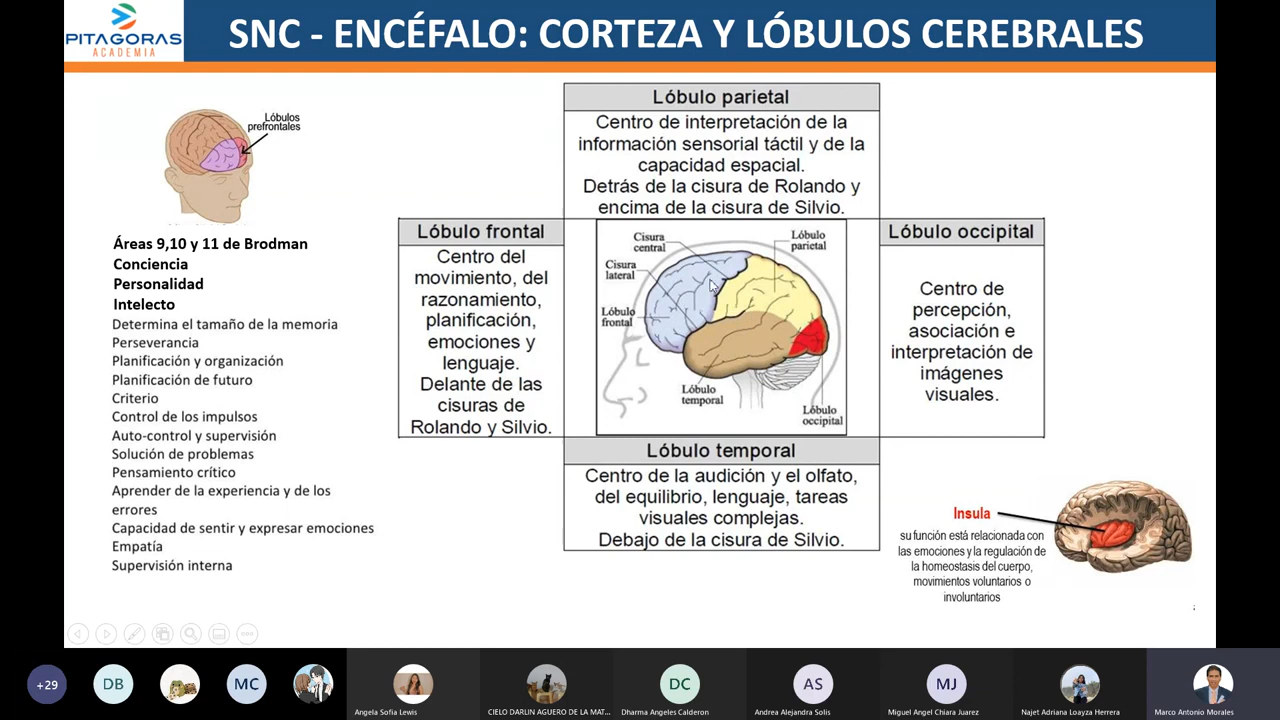 PITAGORAS
ACADEMIA
SNC - ENCÉFALO: CORTEZA Y LÓBULOS CEREBRALES
Lóbulos
prefrontales
Áreas 9,10 y 11 de Brodman
Conciencia
Personalidad
Intelecto
Determina el tamaño de la memoria
Perseverancia
Planificación y organización
Planificación de futuro
Criterio
Control de los impulsos
Auto-control y supervisión
Solución de problemas
Pensamiento crítico
Aprender de la experiencia y de los
errores
Capacidad de sentir y expresar emociones
Empatía
Supervisión interna
Lóbulo parietal
Centro de interpretación de la
información sensorial táctil y de la
capacidad espacial.
Detrás de la cisura de Rolando y
encima de la cisura de Silvio.
Lóbulo frontal
Centro del
movimiento, del
razonamiento,
planificación,
emociones y
lenguaje.
Delante de las
cisuras de
Rolando y Silvio.
Cisura
central
Lóbulo
parietal
Cisura
lateral
Lóbulo
frontal
Lóbulo
temporal
Lóbulo
occipital
Lóbulo occipital
Centro de
percepción,
asociación e
interpretación de
imágenes
visuales.
Lóbulo temporal
Centro de la audición y el olfato,
del equilibrio, lenguaje, tareas
visuales complejas.
Debajo de la cisura de Silvio.
Insula
su función está relacionada con
las emociones y la regulación de
la homeostasis del cuerpo,
movimientos voluntarios o
involuntarios
+29
DB
MC
DC
AS
MJ
Angela Sofia Lewis
CIELO DARLIN AGUERO DE LA MAT...
Dharma Angeles Calderon
Andrea Alejandra Solis
Miguel Angel Chiara Juarez
Najet Adriana Loayza Herrera
Marco Antonio Morales